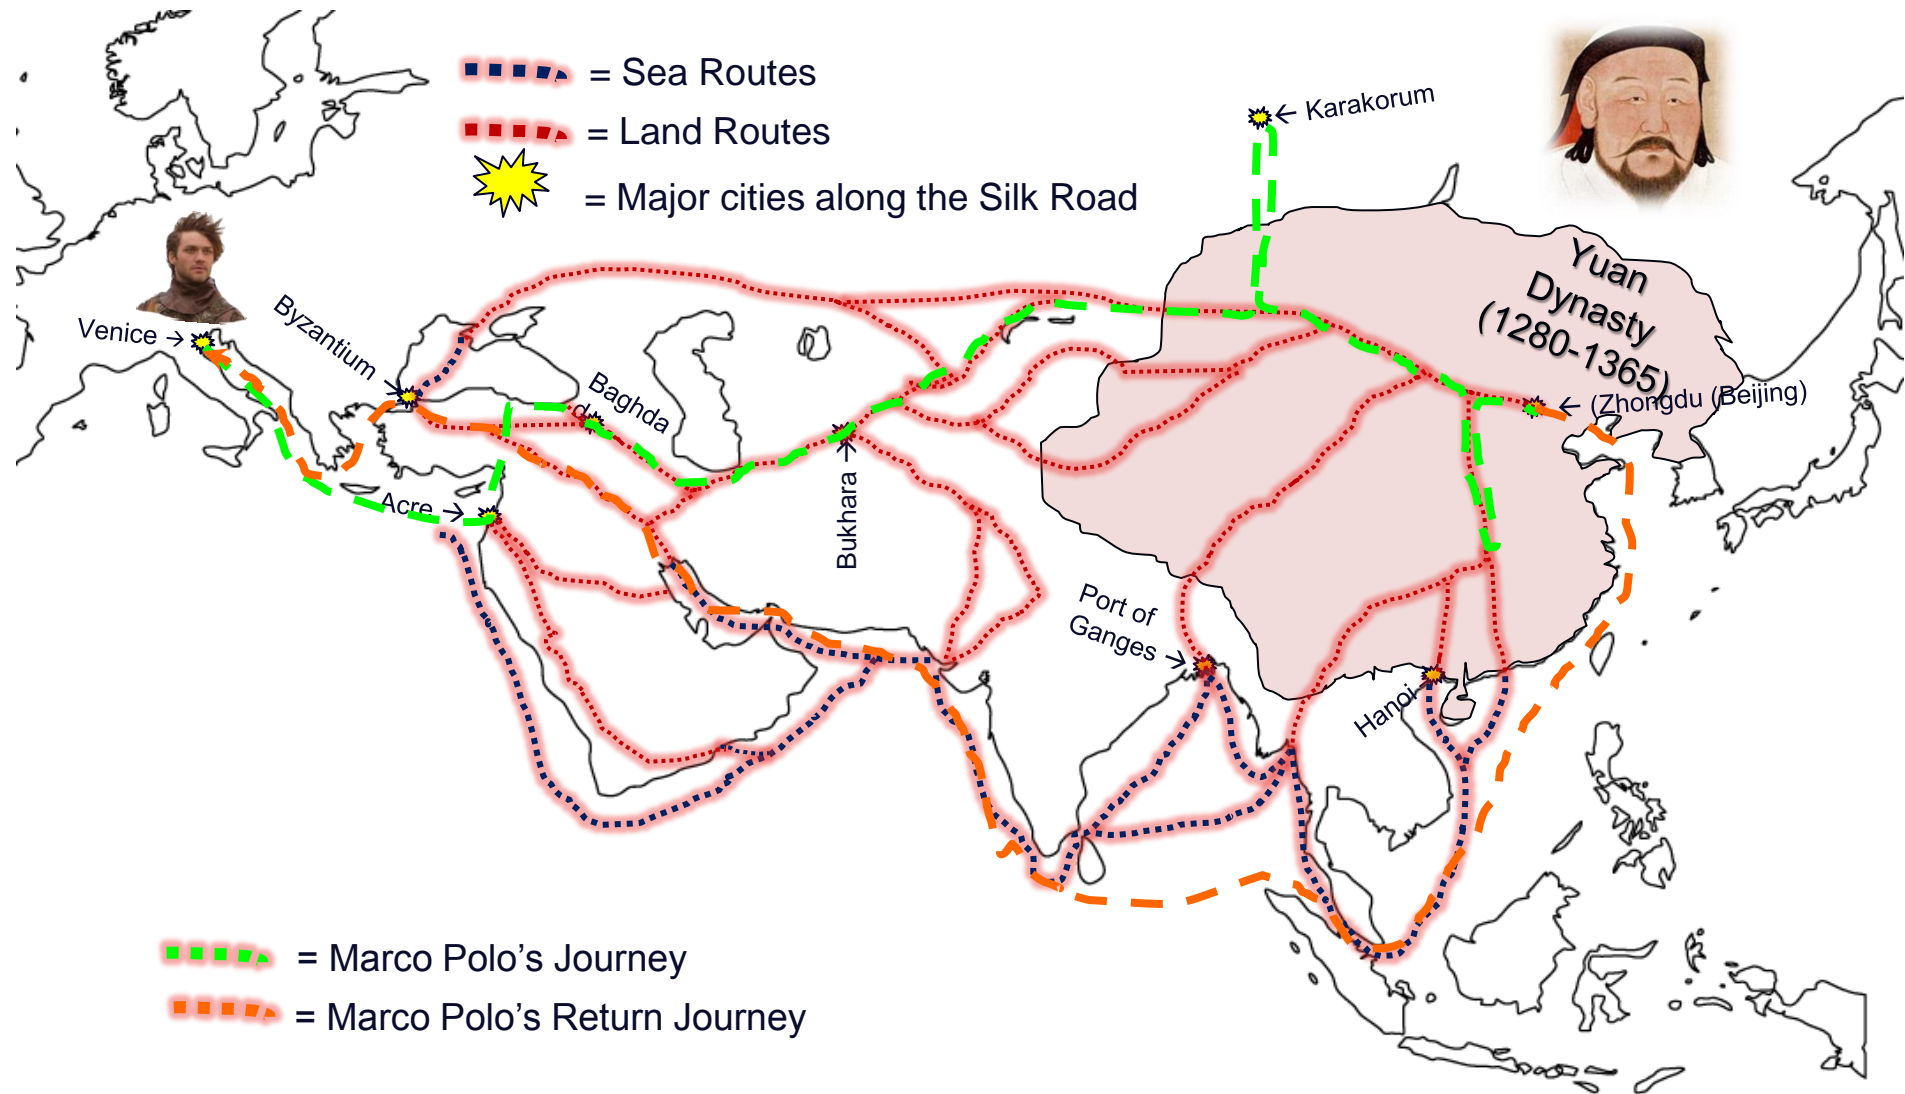 = Sea Routes
= Land Routes
= Major cities along the Silk Road
← Karakorum
Yuan
Dynasty
(1280-1365)
Venice →
Byzantium →
Baghda
d→
← (Zhongdu (Beijing)
Acre →
Bukhara →
Port of
Ganges →
Hanoi
= Marco Polo’s Journey
= Marco Polo’s Return Journey